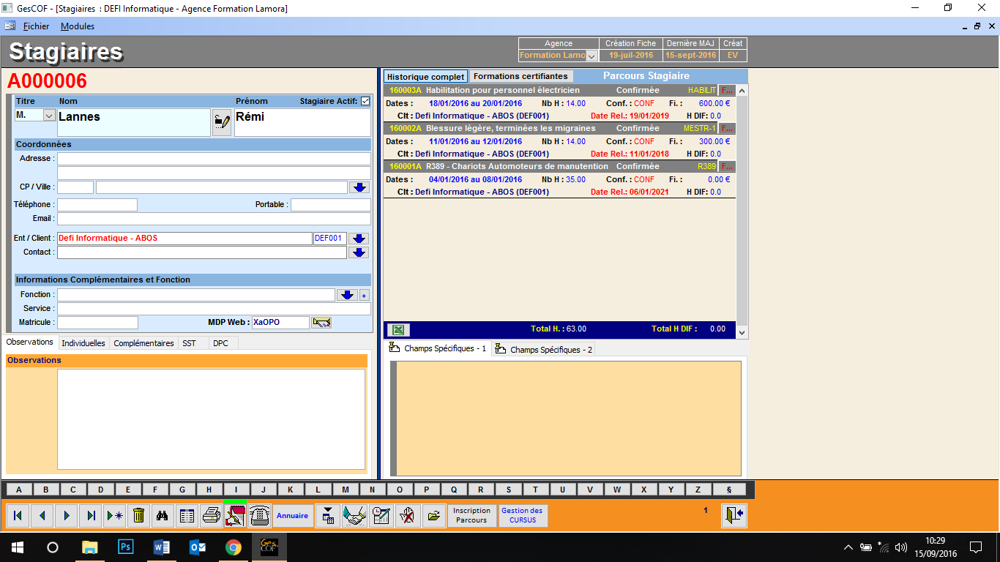 GesCOF - [Stagiaires : DEFI Informatique - Agence Formation Lamora]
Fichier Modules
Stagiaires
Agence Création Fiche Dernière MAJ Créat
Formation Lamo 19-juil-2016 15-sept-2016 EV
A000006
Titre Nom Prénom Stagiaire Actif:
M. Lannes Rémi
Coordonnées
Adresse :
CP / Ville :
Téléphone : Portable :
Email :
Ent / Client : Defi Informatique - ABOS DEF001
Contact :
Informations Complémentaires et Fonction
Fonction : +
Service :
Matricule : MDP Web : XaOPO
Observations Individuelles Complémentaires SST DPC
Observations
Historique complet Formations certifiantes Parcours Stagiaire
160003A Habilitation pour personnel électricien Confirmée HABILIT F...
Dates : 18/01/2016 au 20/01/2016 Nb H : 14.00 Conf. : CONF Fi. : 600.00 €
Clt : Defi Informatique - ABOS (DEF001) Date Rel.: 19/01/2019 H DIF: 0.0
160002A Blessure légère, terminées les migraines Confirmée MESTR-1 F...
Dates : 11/01/2016 au 12/01/2016 Nb H : 14.00 Conf. : CONF Fi. : 300.00 €
Clt : Defi Informatique - ABOS (DEF001) Date Rel.: 11/01/2018 H DIF: 0.0
160001A R389 - Chariots Automoteurs de manutention Confirmée R389 F...
Dates : 04/01/2016 au 08/01/2016 Nb H : 35.00 Conf. : CONF Fi. : 0.00 €
Clt : Defi Informatique - ABOS (DEF001) Date Rel.: 06/01/2021 H DIF: 0.0
Total H. : 63.00 Total H DIF : 0.00
Champs Spécifiques - 1 Champs Spécifiques - 2
A B C D E F G H I J K L M N O P Q R S T U V W X Y Z §
Annuaire Inscription Parcours Gestion des CURSUS 1
Ps Ges COF
10:29
15/09/2016